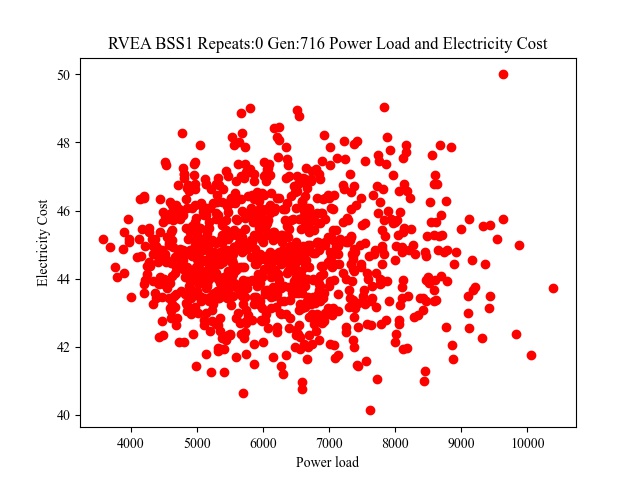 RVEA BSS1 Repeats:0 Gen:716 Power Load and Electricity Cost
50
48
46
44
42
40
Electricity Cost
4000 5000 6000 7000 8000 9000 10000
Power load